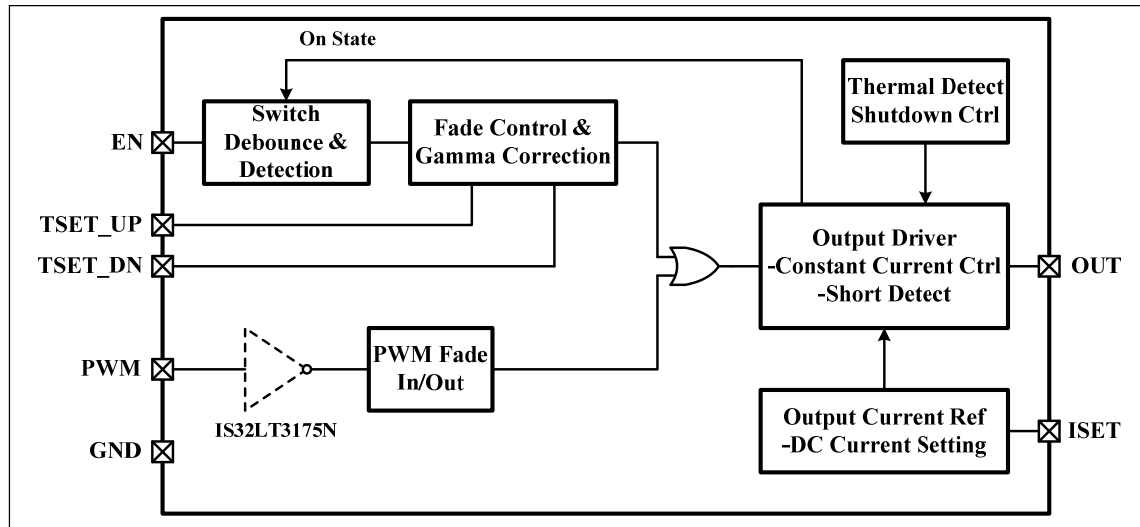 On State
Thermal Detect
Shutdown Ctrl
EN
Switch
Debounce &
Detection
Fade Control &
Gamma Correction
TSET_UP
TSET_DN
Output Driver
-Constant Current Ctrl
-Short Detect
OUT
PWM
PWM Fade
In/Out
IS32LT3175N
GND
Output Current Ref
-DC Current Setting
ISET